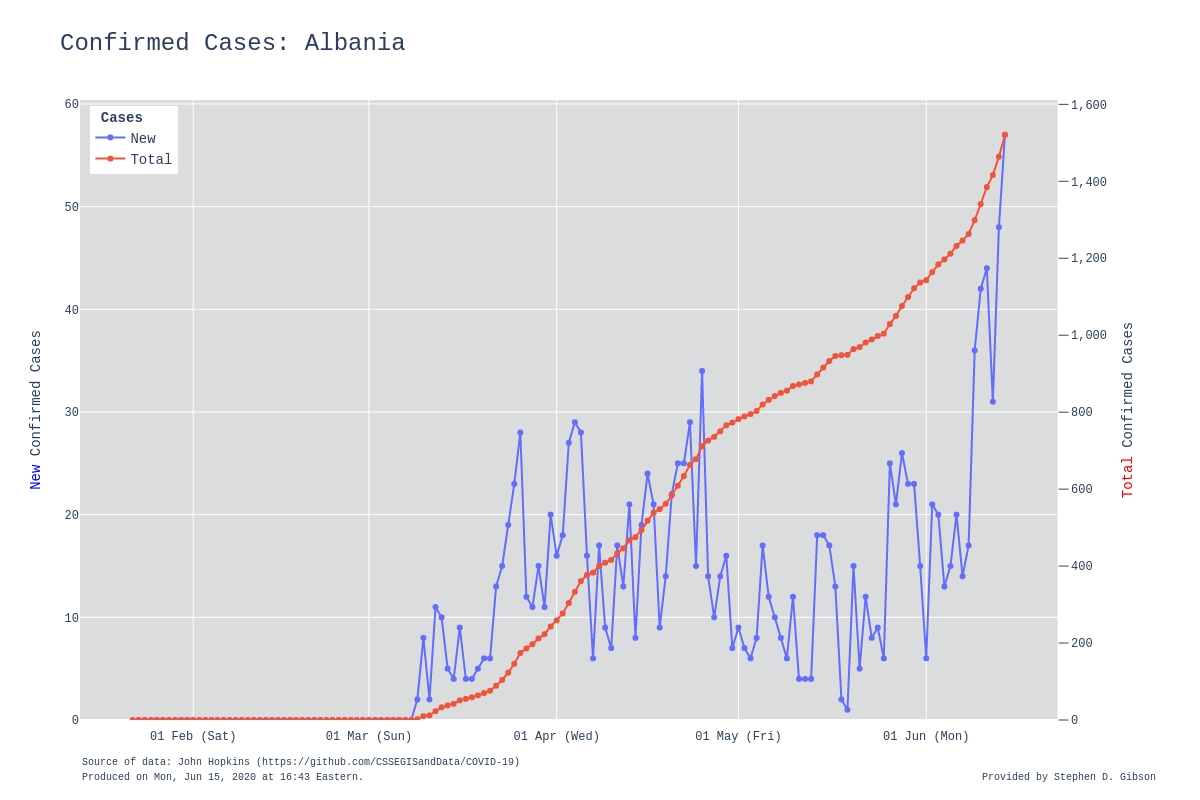 Confirmed Cases: Albania
Cases
New
Total
60
50
40
30
20
10
0
1,600
1,400
1,200
1,000
800
600
400
200
0
New Confirmed Cases
Total Confirmed Cases
01 Feb (Sat)
01 Mar (Sun)
01 Apr (Wed)
01 May (Fri)
01 Jun (Mon)
Source of data: John Hopkins (https://github.com/CSSEGISandData/COVID-19)
Produced on Mon, Jun 15, 2020 at 16:43 Eastern.
Provided by Stephen D. Gibson